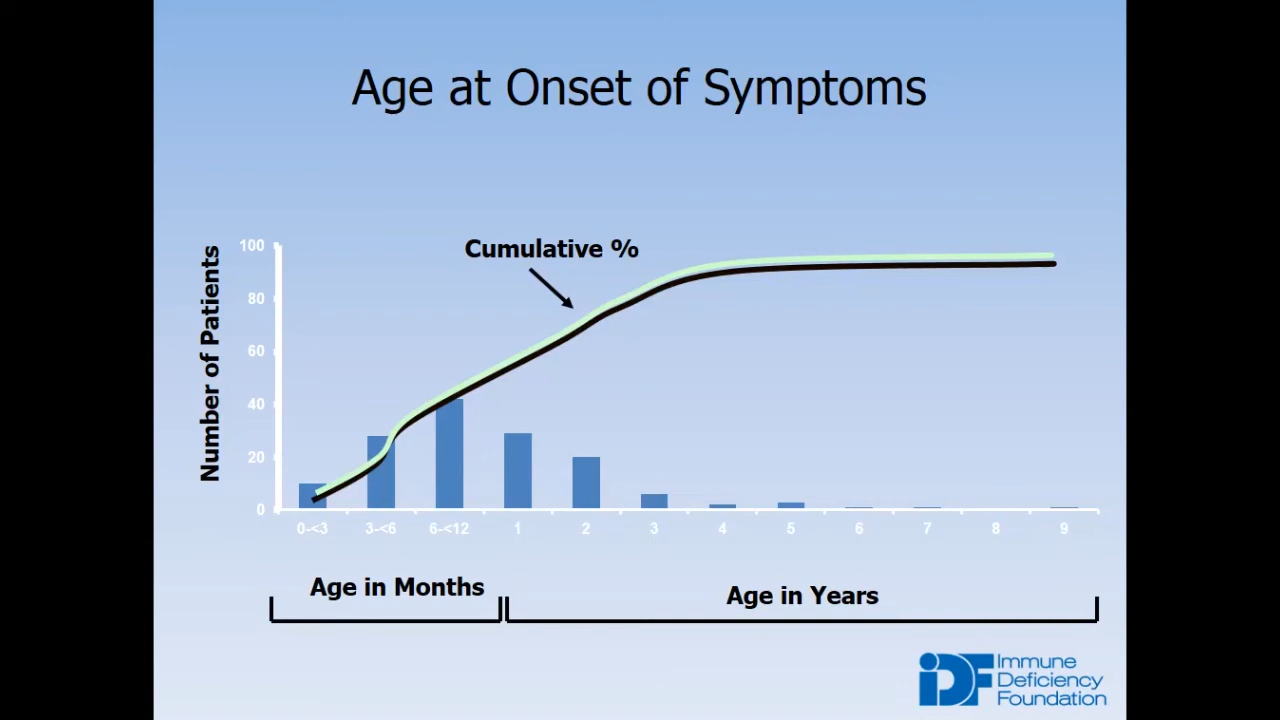 Age at Onset of Symptoms
Cumulative %
Number of Patients
100
80
60
40
20
0
0-<3 3-<6 6-<12 1 2 3 4 5 6 7 8 9
Age in Months
Age in Years
IDF
Immune
Deficiency
Foundation